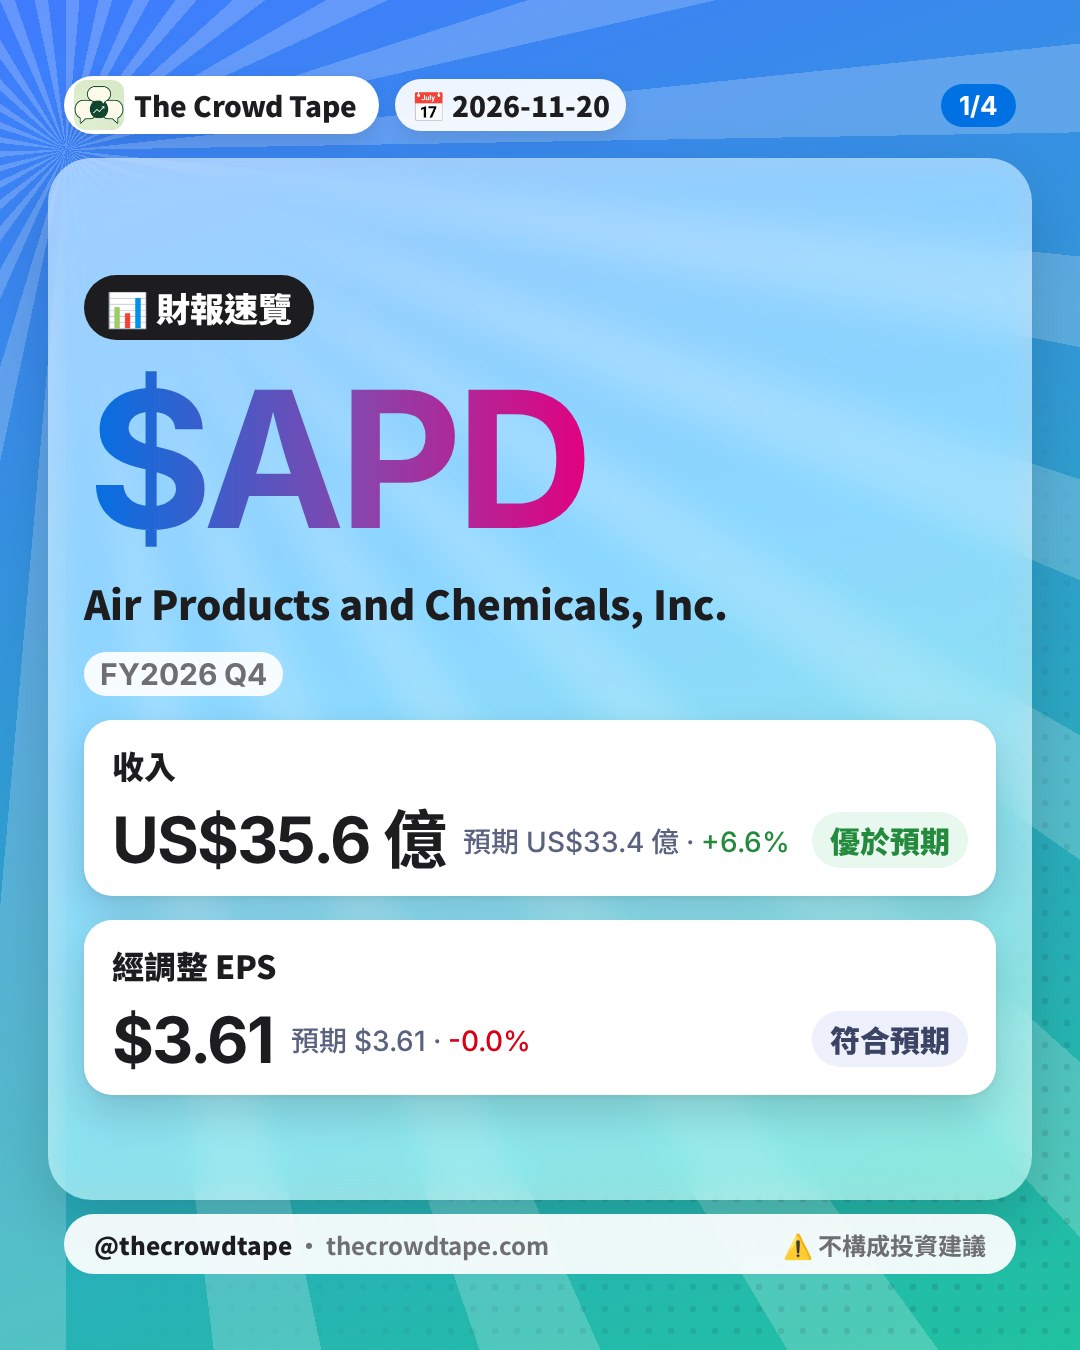 The Crowd Tape
📅 2026-11-20
1/4
📊 財報速覽
$APD
Air Products and Chemicals, Inc.
FY2026 Q4
收入
US$35.6 億 預期 US$33.4 億 · +6.6% 優於預期
經調整 EPS
$3.61 預期 $3.61 · -0.0% 符合預期
@thecrowdtape • thecrowdtape.com
⚠️ 不構成投資建議